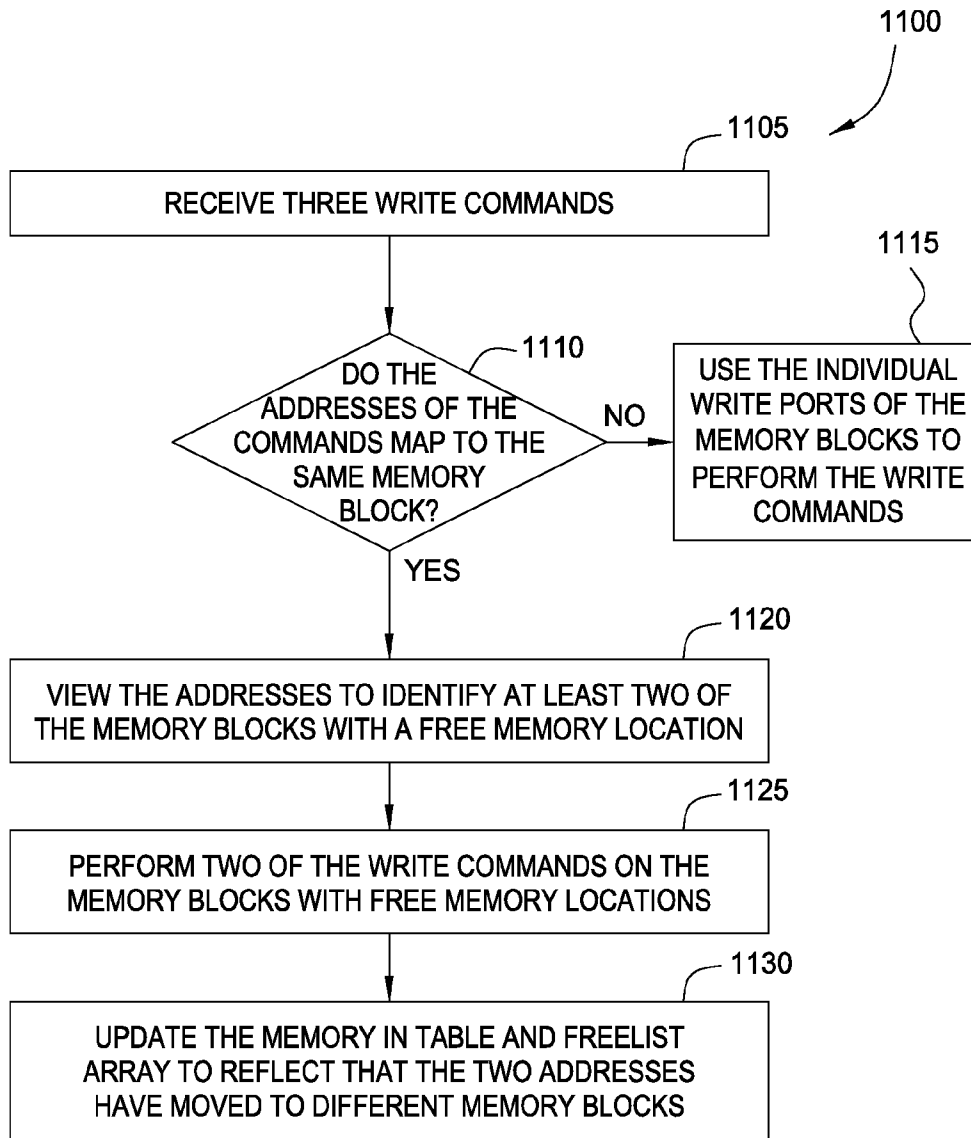 1100
1105
RECEIVE THREE WRITE COMMANDS
1115
1110
DO THE
ADDRESSES OF THE
COMMANDS MAP TO THE
SAME MEMORY
BLOCK?
NO
USE THE INDIVIDUAL
WRITE PORTS OF THE
MEMORY BLOCKS TO
PERFORM THE WRITE
COMMANDS
YES
1120
VIEW THE ADDRESSES TO IDENTIFY AT LEAST TWO OF
THE MEMORY BLOCKS WITH A FREE MEMORY LOCATION
1125
PERFORM TWO OF THE WRITE COMMANDS ON THE
MEMORY BLOCKS WITH FREE MEMORY LOCATIONS
1130
UPDATE THE MEMORY IN TABLE AND FREELIST
ARRAY TO REFLECT THAT THE TWO ADDRESSES
HAVE MOVED TO DIFFERENT MEMORY BLOCKS